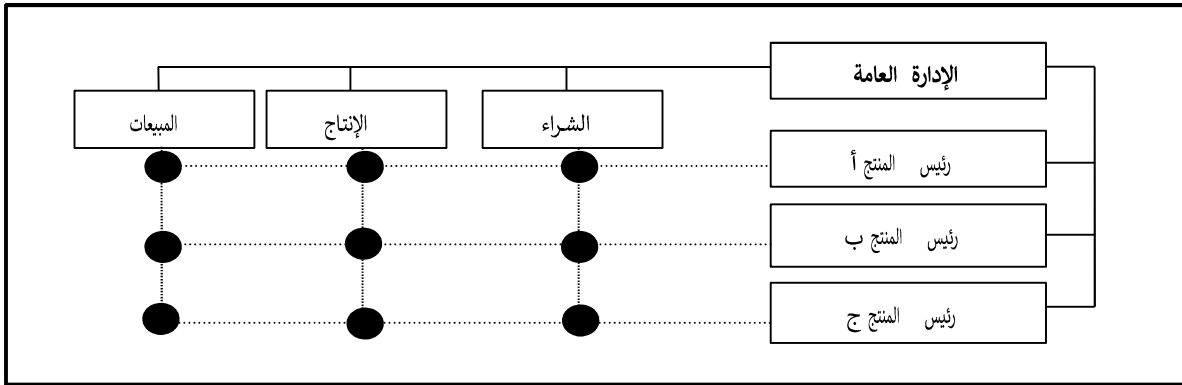 الإدارة العامة
الشراء
الإنتاج
المبيعات
رئيس المنتج أ
رئيس المنتج ب
رئيس المنتج ج